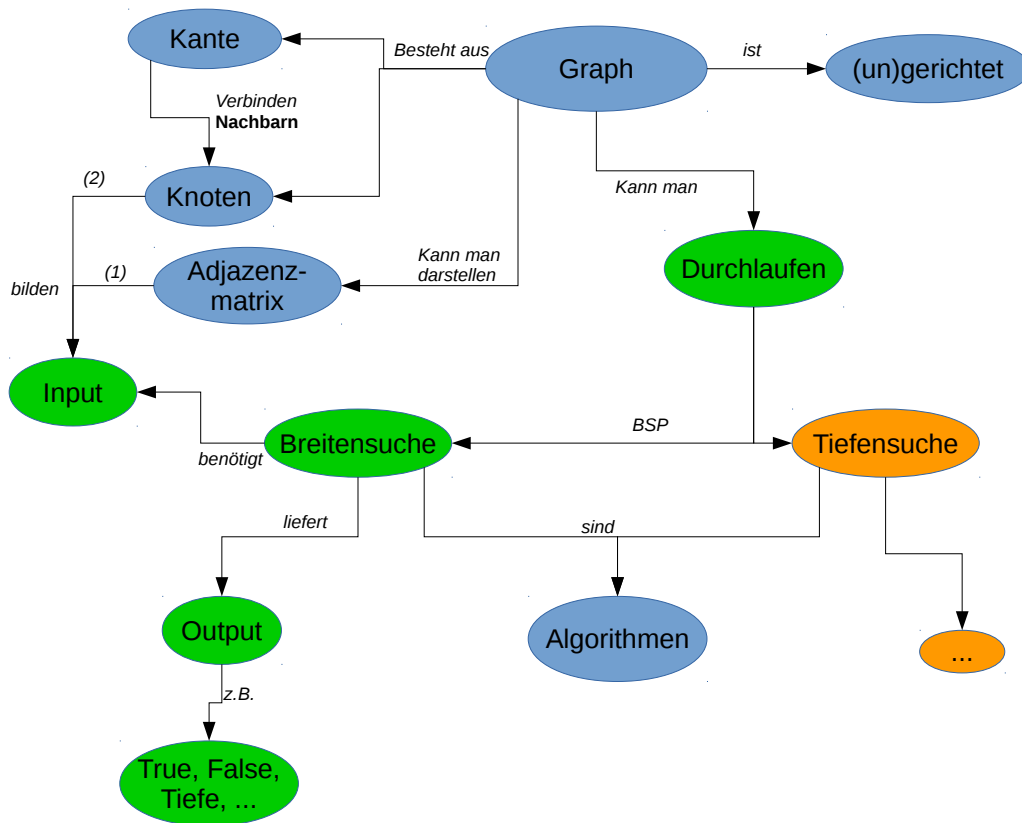 Kante
Besteht aus
Graph
ist
(un)gerichtet
Verbinden
Nachbarn
(2)
Knoten
Kann man
Kann man
darstellen
Durchlaufen
(1)
Adjazenz-
matrix
bilden
Input
benötigt
Breitensuche
BSP
Tiefensuche
liefert
sind
Output
Algorithmen
...
z.B.
True, False,
Tiefe, ...